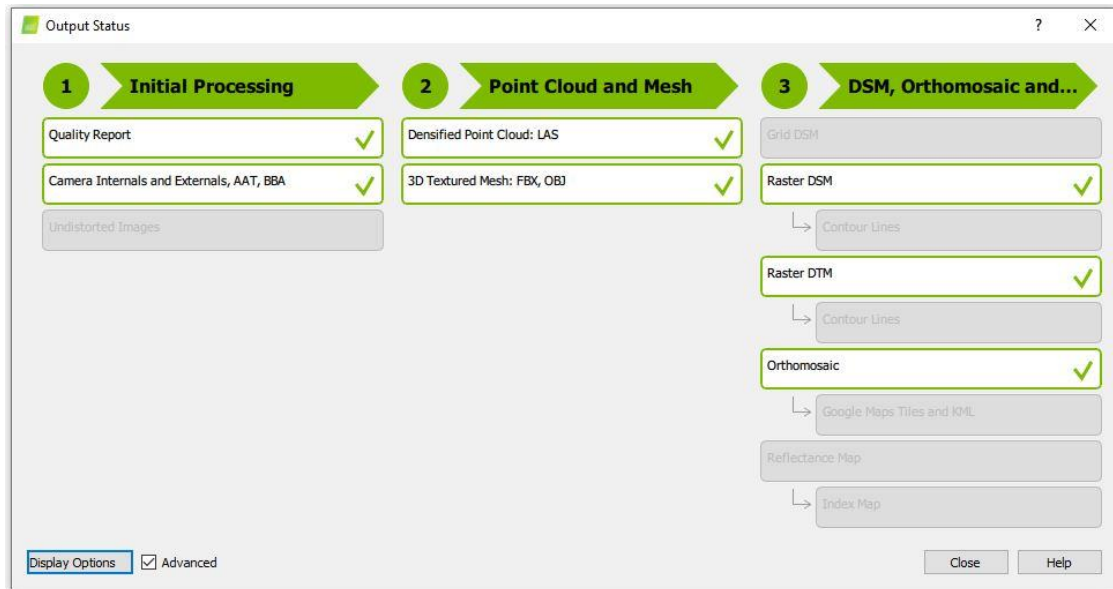 Output Status
?
1
Initial Processing
2
Point Cloud and Mesh
3
DSM, Orthomosaic and...
Quality Report
Camera Internals and Externals, AAT, BBA
Undistorted Images
Densified Point Cloud: LAS
3D Textured Mesh: FBX, OBJ
Grid DSM
Raster DSM
Contour Lines
Raster DTM
Contour Lines
Orthomosaic
Google Maps Tiles and KML
Reflectance Map
Index Map
Display Options
Advanced
Close
Help